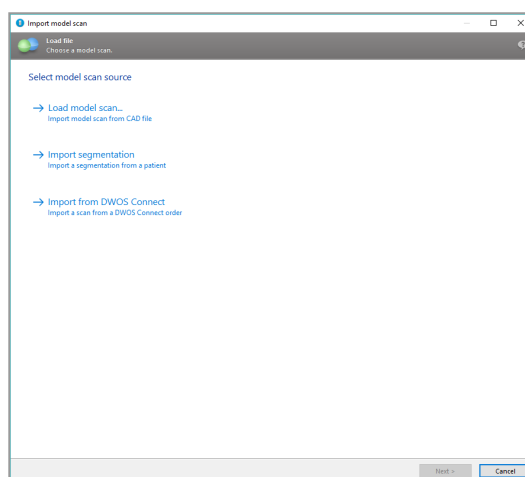 Import model scan
Load file
Choose a model scan.
Select model scan source
Load model scan...
Import model scan from CAD file
Import segmentation
Import a segmentation from a patient
Import from DWOS Connect
Import a scan from a DWOS Connect order
Next >
Cancel